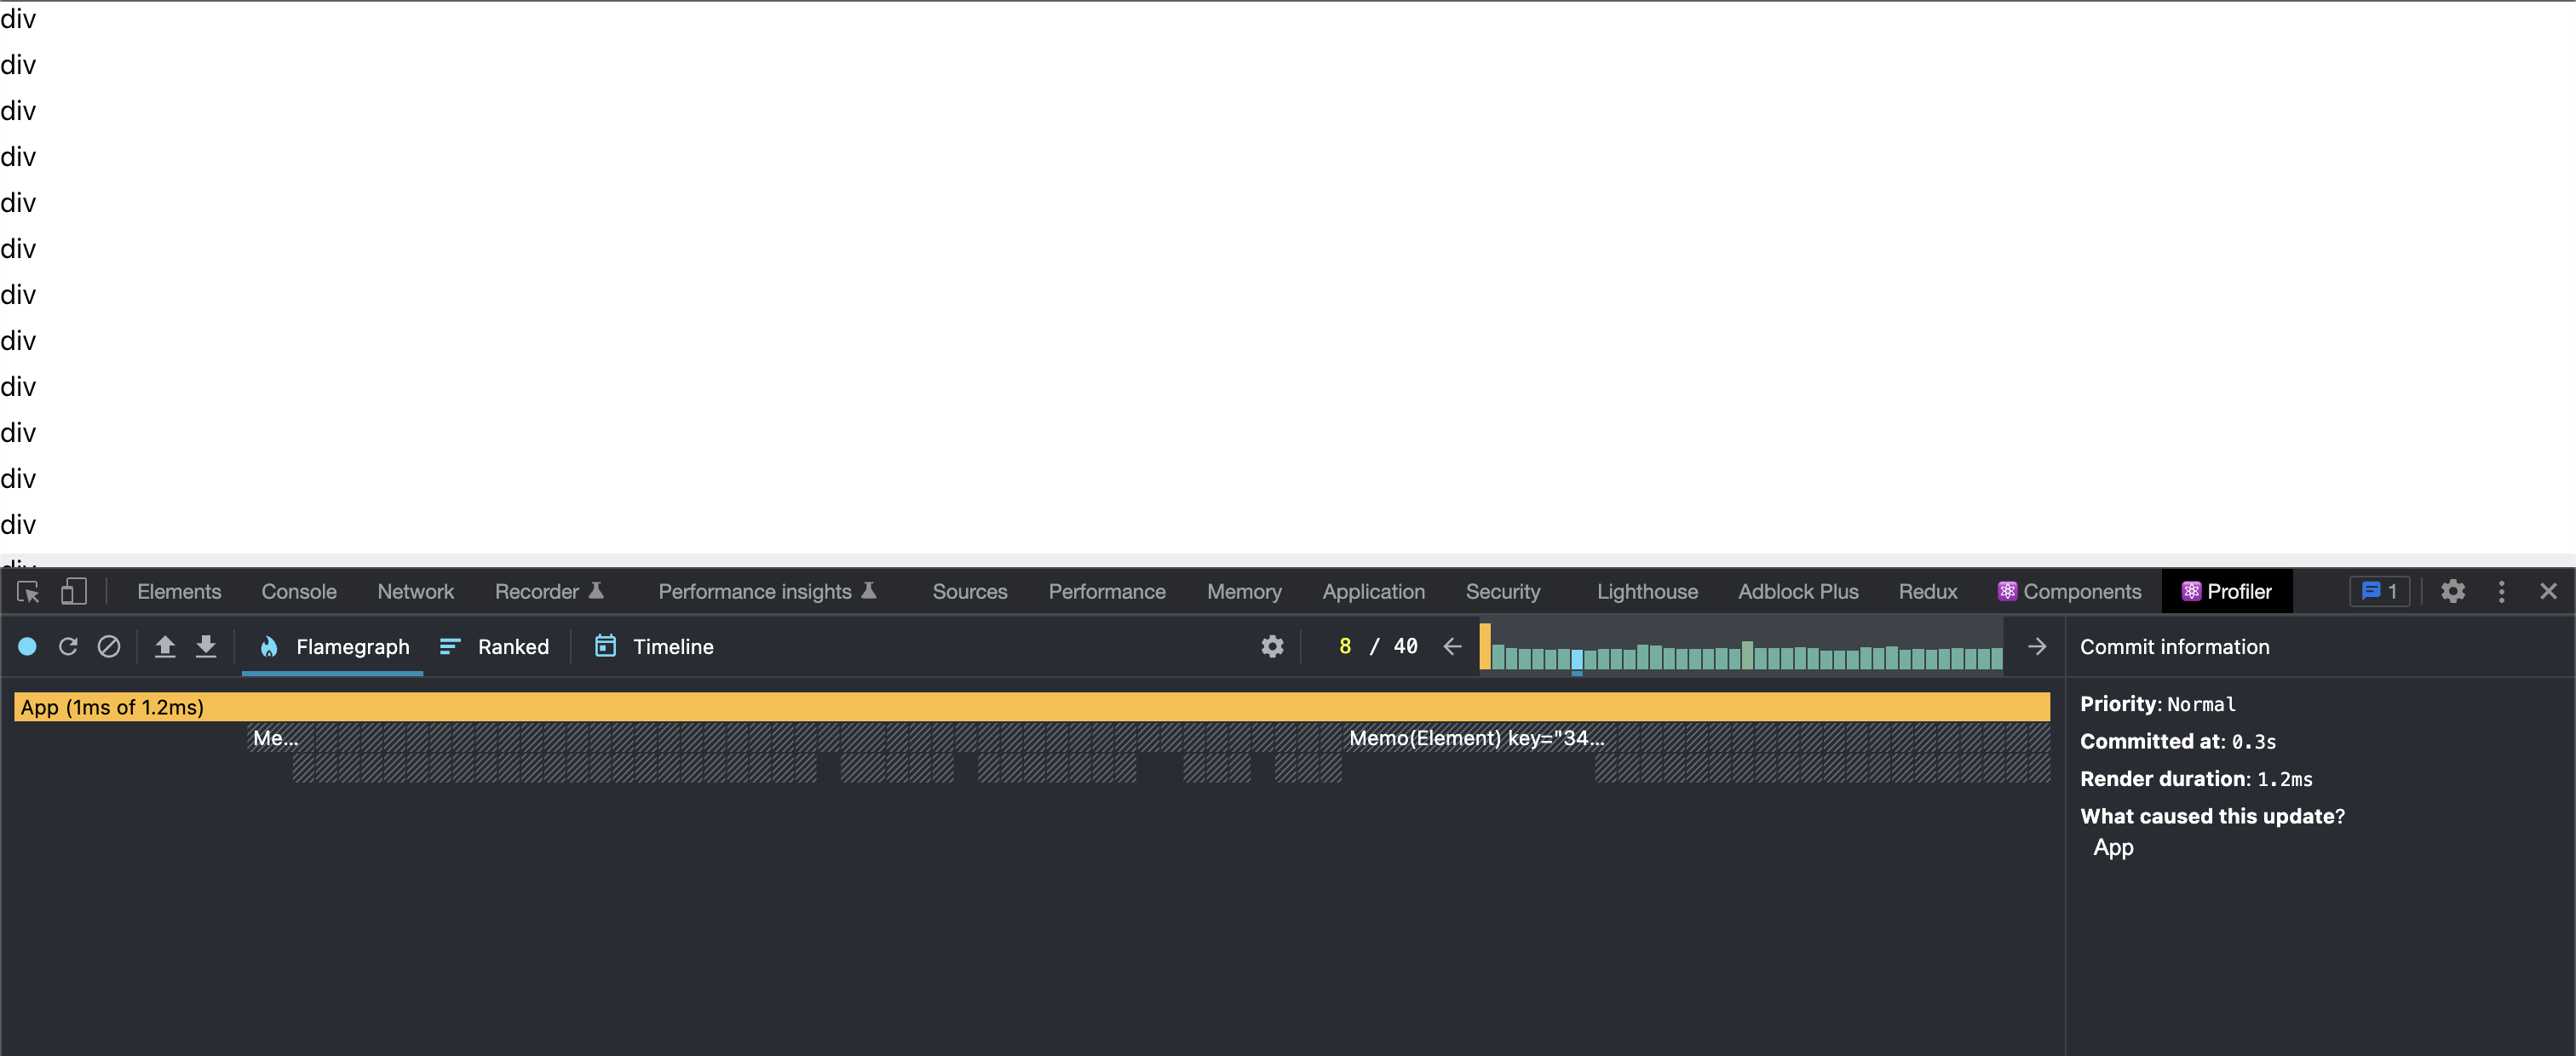 div
div
div
div
div
div
div
div
div
div
div
div
div
Elements Console Network Recorder Performance insights Sources Performance Memory Application Security Lighthouse Adblock Plus Redux Components Profiler 1
Flamegraph Ranked Timeline 8 / 40 Commit information
App (1ms of 1.2ms)
Me... Memo(Element) key="34...
Priority: Normal
Committed at: 0.3s
Render duration: 1.2ms
What caused this update?
App